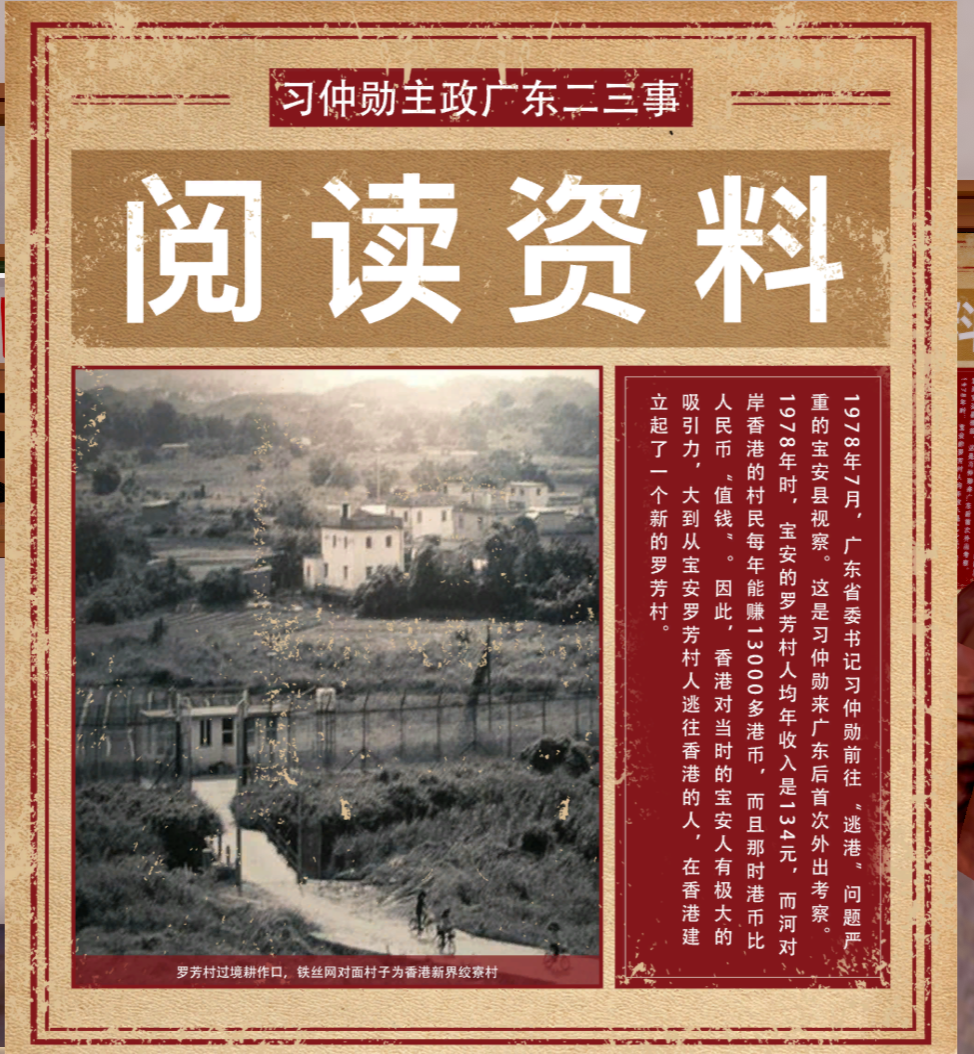 习仲勋主政广东二三事
阅读资料
1978年7月，广东省委书记习仲勋前往“逃港”问题严
重的宝安县视察。这是习仲勋来广东后首次外出考察。
1978年时，宝安的罗芳村人均年收入是134元，而河对
岸香港的村民每年能赚13000多港币，而且那时港币比
人民币“值钱”。因此，香港对当时的宝安人有极大的
吸引力，大到从宝安罗芳村人逃往香港的人，在香港建
立起了一个新的罗芳村。
罗芳村过境耕作口，铁丝网对面村子为香港新界绞寮村